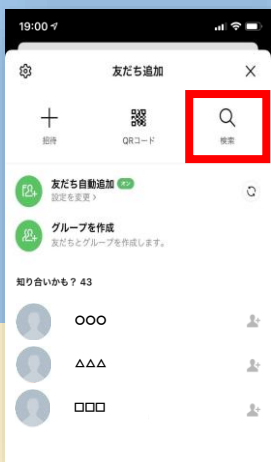 19:00
友だち追加
招待
QRコード
検索
友だち自動追加 オン
設定を変更 >
グループを作成
友だちとグループを作成します。
知り合いかも? 43
○○○
△△△
□□□